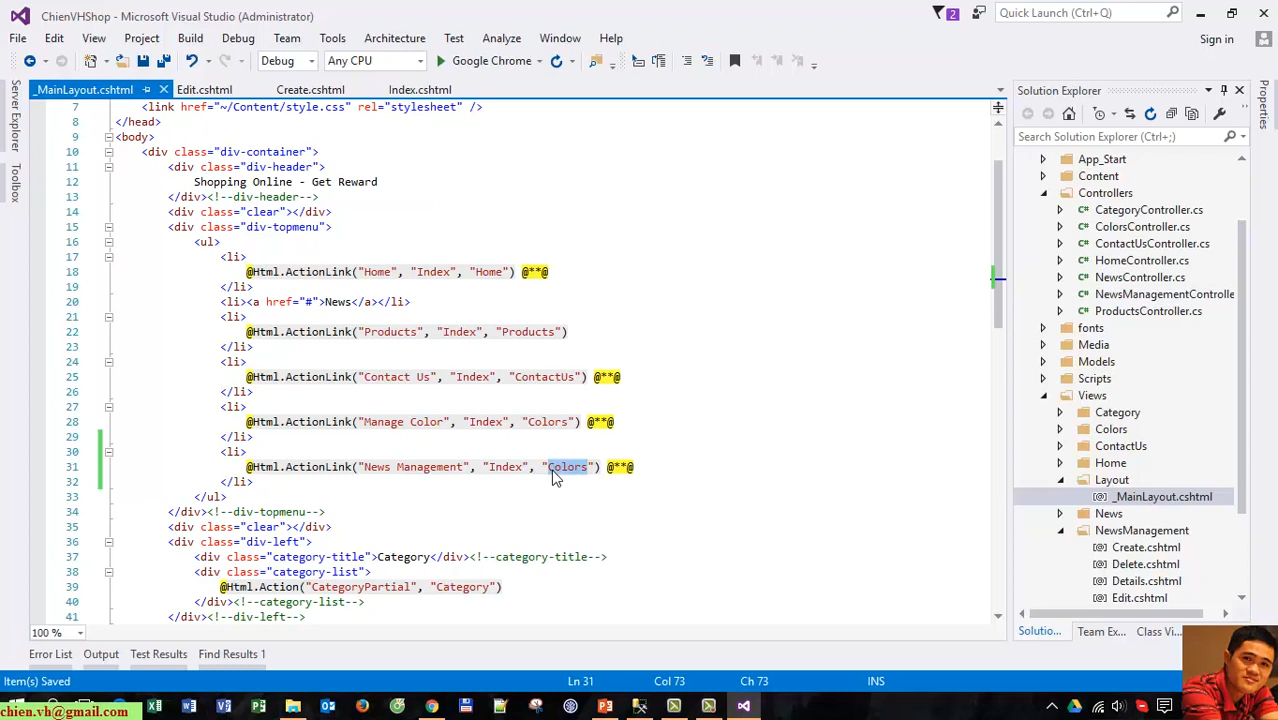 ChienVHShop - Microsoft Visual Studio (Administrator)
2
Quick Launch (Ctrl+Q)
File Edit View Project Build Debug Team Tools Architecture Test Analyze Window Help
Sign in
Debug Any CPU Google Chrome
_MainLayout.cshtml Edit.cshtml Create.cshtml Index.cshtml
Server Explorer
Toolbox
7 <link href="~/Content/style.css" rel="stylesheet" />
8 </head>
9 <body>
10 <div class="div-container">
11 <div class="div-header">
12 Shopping Online - Get Reward
13 </div><!--div-header-->
14 <div class="clear"></div>
15 <div class="div-topmenu">
16 <ul>
17 <li>
18 @Html.ActionLink("Home", "Index", "Home") @**@
19 </li>
20 <li><a href="#">News</a></li>
21 <li>
22 @Html.ActionLink("Products", "Index", "Products")
23 </li>
24 <li>
25 @Html.ActionLink("Contact Us", "Index", "ContactUs") @**@
26 </li>
27 <li>
28 @Html.ActionLink("Manage Color", "Index", "Colors") @**@
29 </li>
30 <li>
31 @Html.ActionLink("News Management", "Index", "Colors") @**@
32 </li>
33 </ul>
34 </div><!--div-topmenu-->
35 <div class="clear"></div>
36 <div class="div-left">
37 <div class="category-title">Category</div><!--category-title-->
38 <div class="category-list">
39 @Html.Action("CategoryPartial", "Category")
40 </div><!--category-list-->
41 </div><!--div-left-->
100 %
Solution Explorer
Search Solution Explorer (Ctrl+;)
App_Start
Content
Controllers
C# CategoryController.cs
C# ColorsController.cs
C# ContactUsController.cs
C# HomeController.cs
C# NewsController.cs
C# NewsManagementControlle
C# ProductsController.cs
fonts
Media
Models
Scripts
Views
Category
Colors
ContactUs
Home
Layout
_MainLayout.cshtml
News
NewsManagement
Create.cshtml
Delete.cshtml
Details.cshtml
Edit.cshtml
Solutio... Team Ex... Class Vi...
Properties
Error List Output Test Results Find Results 1
Item(s) Saved Ln 31 Col 73 Ch 73 INS
chien.vh@gmail.com